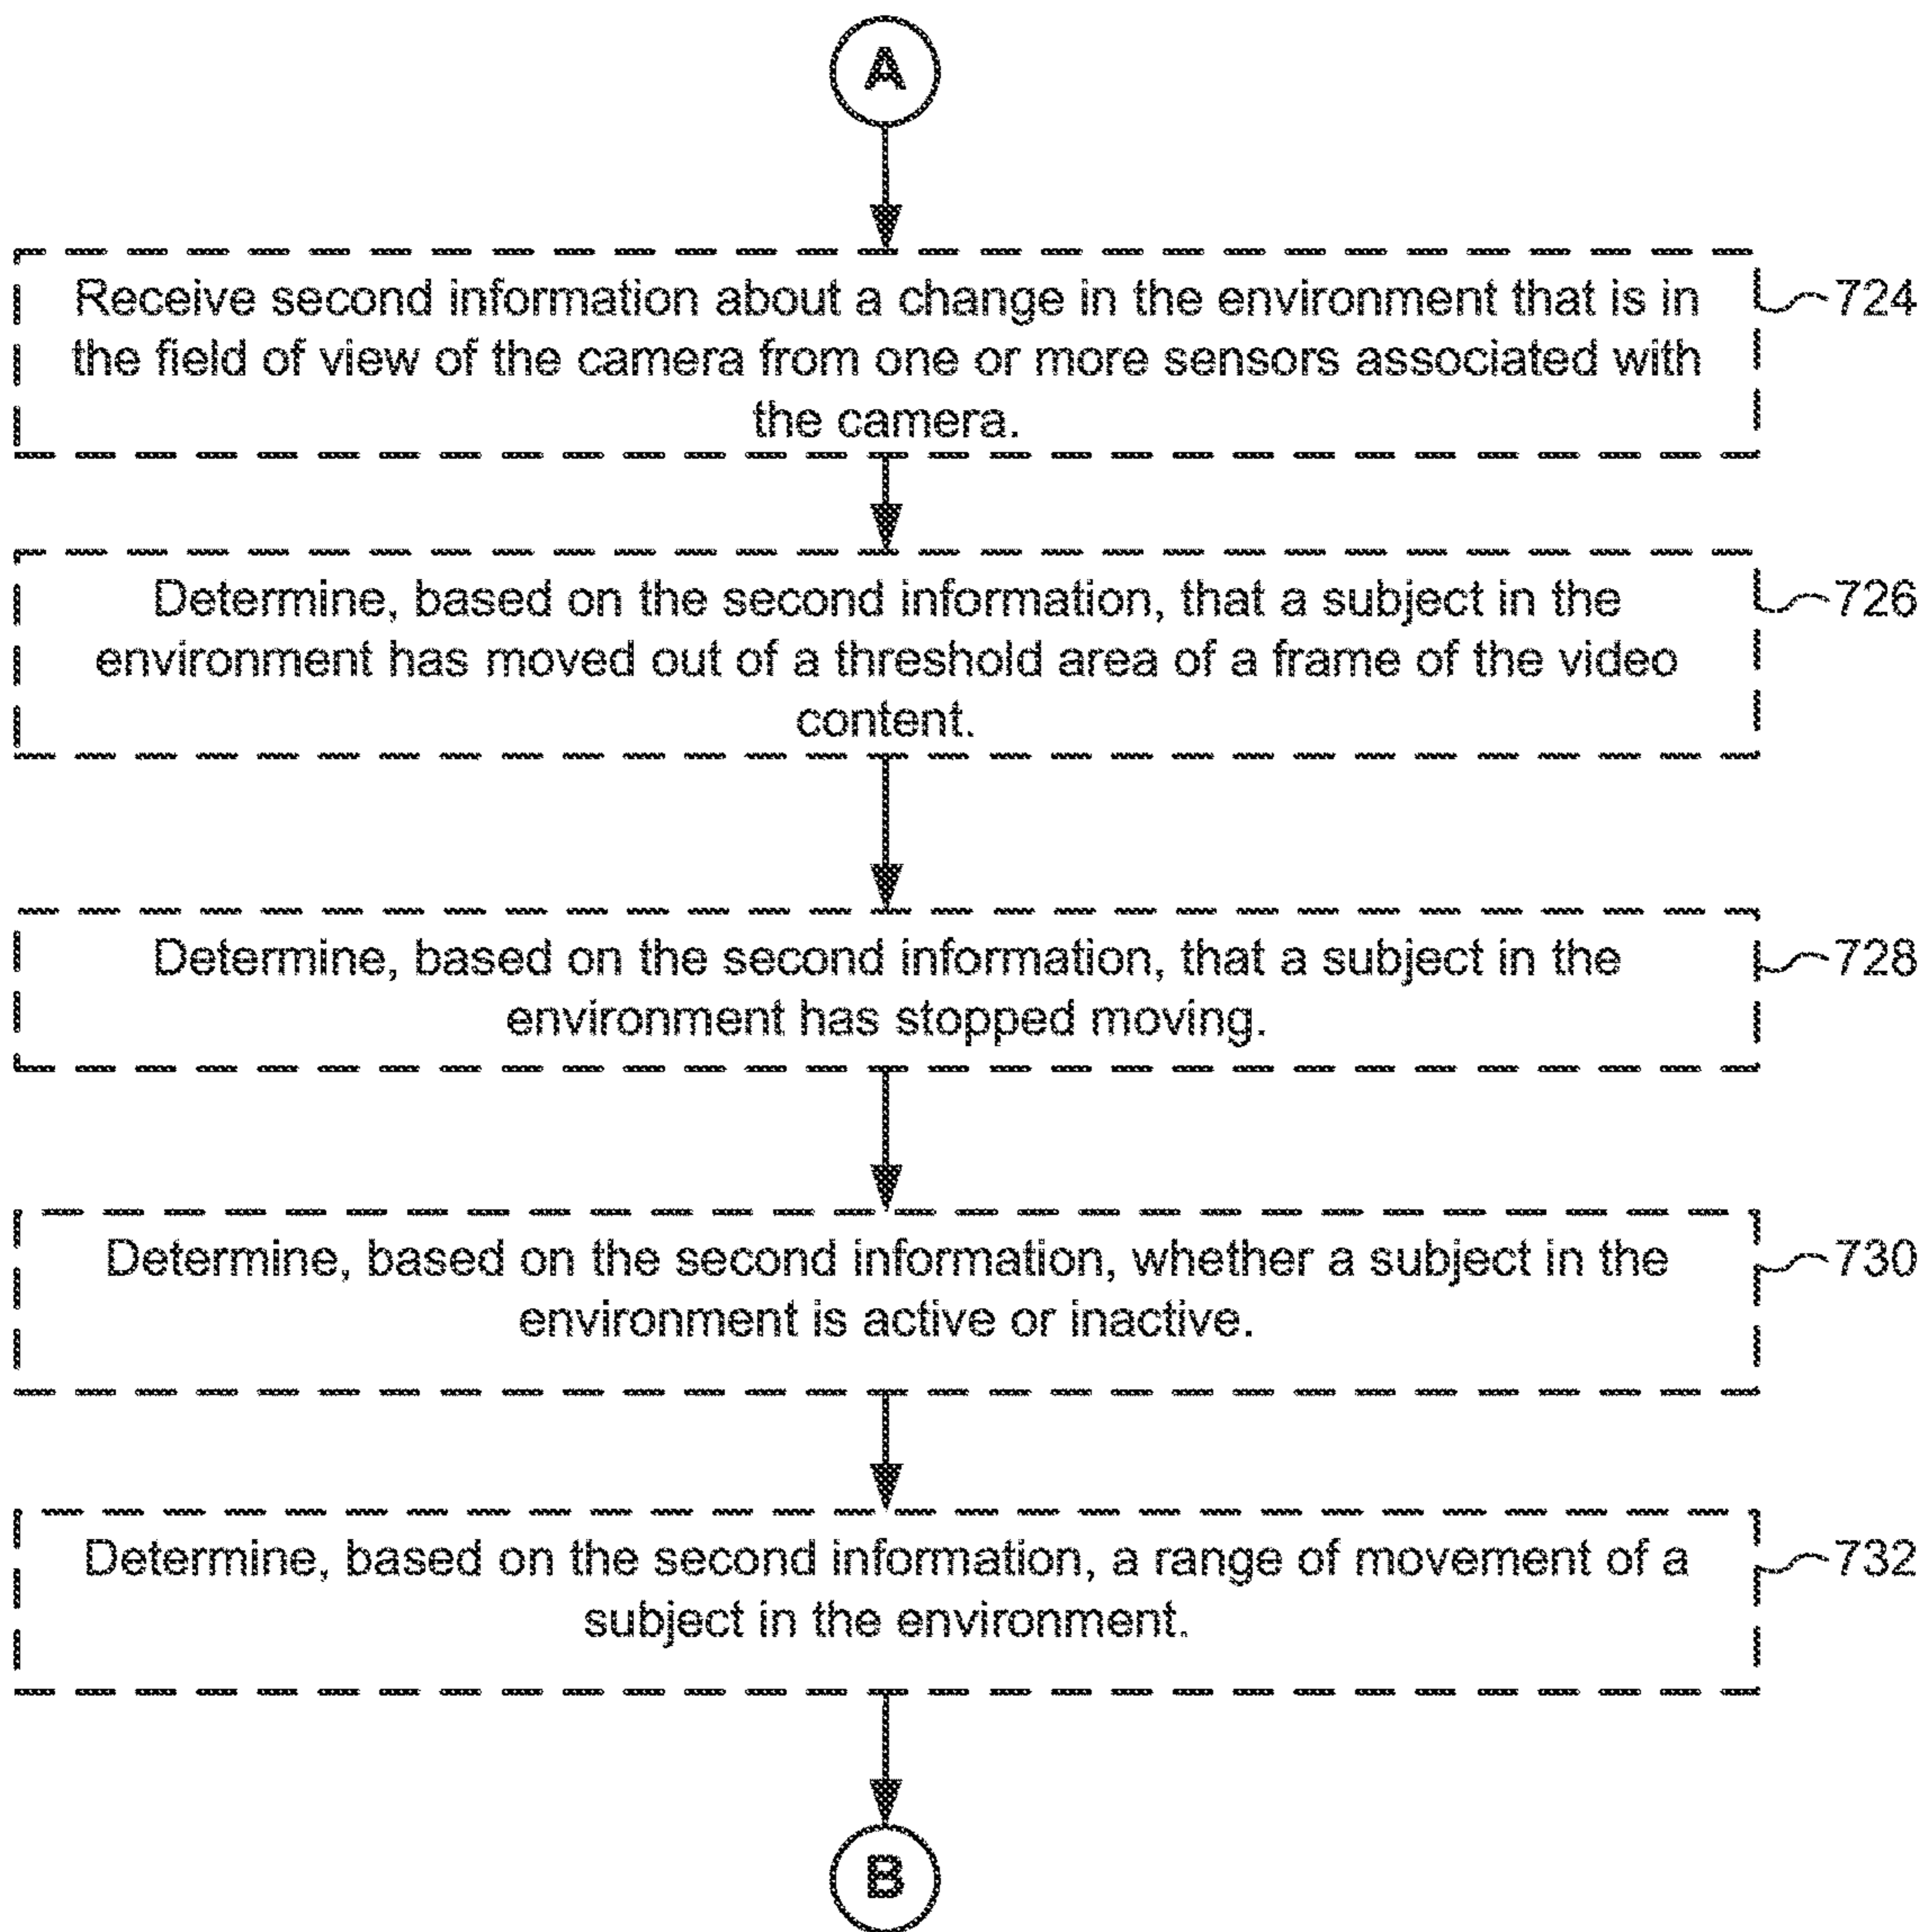 A
Receive second information about a change in the environment that is in
the field of view of the camera from one or more sensors associated with
the camera.
724
Determine, based on the second information, that a subject in the
environment has moved out of a threshold area of a frame of the video
content.
726
Determine, based on the second information, that a subject in the
environment has stopped moving.
728
Determine, based on the second information, whether a subject in the
environment is active or inactive.
730
Determine, based on the second information, a range of movement of a
subject in the environment.
732
B